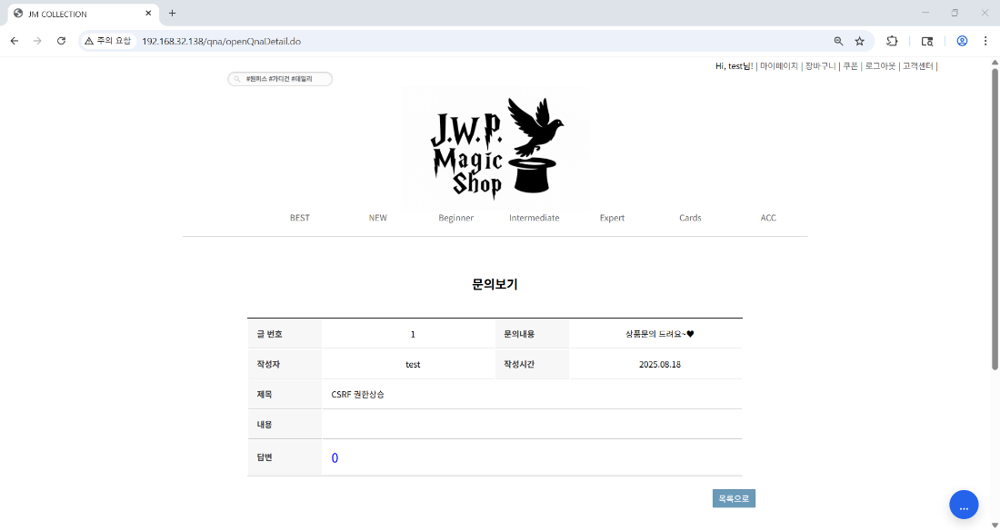 JM COLLECTION
주의 요함 192.168.32.138/qna/openQnaDetail.do
Hi, test님! | 마이페이지 | 장바구니 | 쿠폰 | 로그아웃 | 고객센터 |
#원피스 #가디건 #데일리
J.W.P.
Magic
Shop
BEST NEW Beginner Intermediate Expert Cards ACC
문의보기
글 번호 1 문의내용 상품문의 드려요~♥
작성자 test 작성시간 2025.08.18
제목 CSRF 권한상승
내용
답변 0
목록으로
...